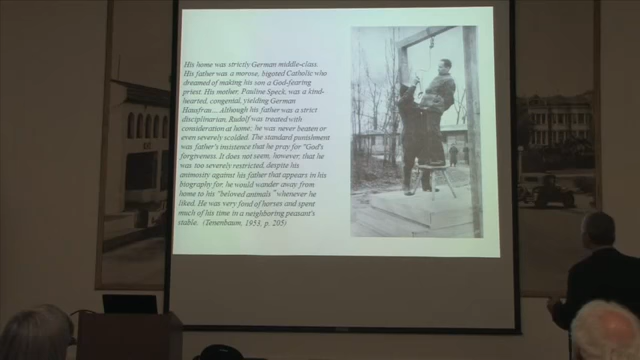 His home was strictly German middle-class.
His father was a morose, bigoted Catholic who
dreamed of making his son a God-fearing
priest. His mother, Pauline Speck, was a kind-
hearted, congental, yielding German
Hausfrau.... Although his father was a strict
disciplinarian, Rudolf was treated with
consideration at home; he was never beaten or
even severely scolded. The standard punishment
was father's insistence that he pray for "God's
forgiveness. It does not seem, however, that he
was too severely restricted, despite his
animosity against his father that appears in his
biography for, he would wander away from
home to his "beloved animals" whenever he
liked. He was very fond of horses and spent
much of his time in a neighboring peasant's
stable. (Tenenbaum, 1953, p. 205)